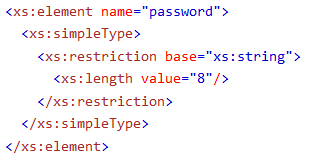 <xs:element name="password">
  <xs:simpleType>
    <xs:restriction base="xs:string">
      <xs:length value="8"/>
    </xs:restriction>
  </xs:simpleType>
</xs:element>